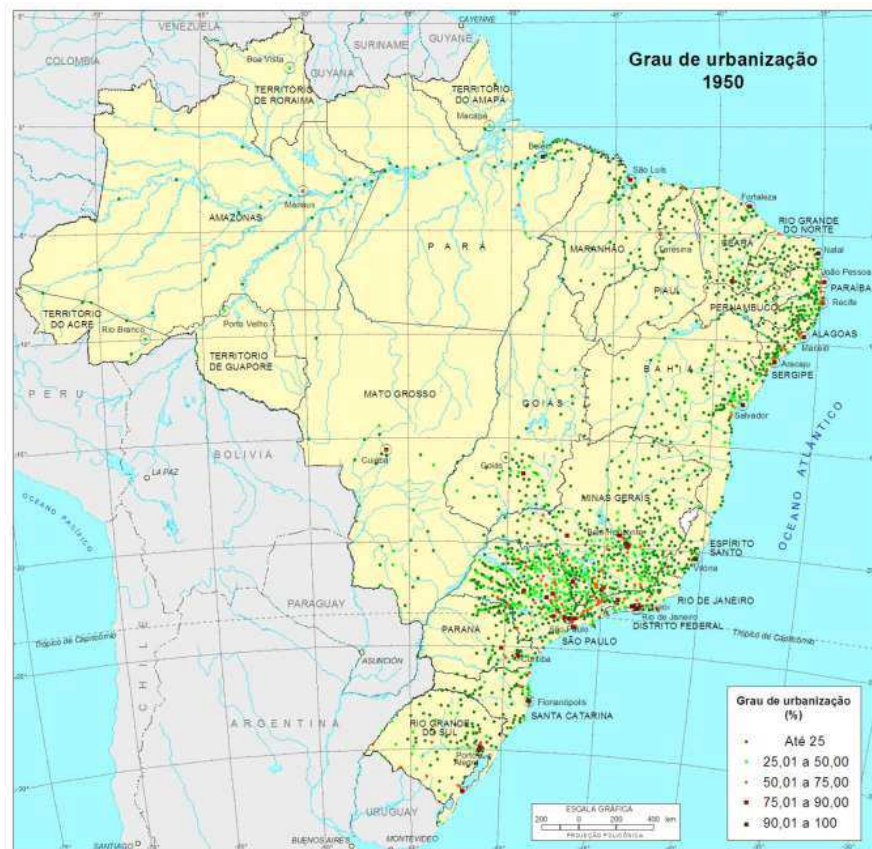 Grau de urbanização
1950
VENEZUELA
COLOMBIA
SURINAME
GUYANE
GUYANA
CAYENNE
Boa Vista
TERRITÓRIO
DE RORAIMA
TERRITÓRIO
DO AMAPÁ
Macapá
Belém
São Luís
Manaus
Fortaleza
AMAZONAS
PARÁ
MARANHÃO
Teresina
CEARÁ
RIO GRANDE
DO NORTE
Natal
João Pessoa
PARAÍBA
PIAUÍ
PERNAMBUCO
Recife
TERRITÓRIO
DO ACRE
Rio Branco
Porto Velho
TERRITÓRIO
DE GUAPORÉ
ALAGOAS
Maceió
Aracaju
SERGIPE
BAHIA
PERU
MATO GROSSO
GOIÁS
Salvador
BOLIVIA
LA PAZ
Cuiabá
Goiás
OCEANO ATLÂNTICO
OCEANO PACÍFICO
MINAS GERAIS
Belo Horizonte
ESPÍRITO
SANTO
Vitória
PARAGUAY
RIO DE JANEIRO
Rio de Janeiro
DISTRITO FEDERAL
São Paulo
SÃO PAULO
PARANÁ
Trópico de Capricórnio
Trópico de Capricórnio
CHILE
ASUNCIÓN
Curitiba
Florianópolis
SANTA CATARINA
ARGENTINA
RIO GRANDE
DO SUL
Porto
Alegre
URUGUAY
SANTIAGO
BUENOS AIRES
MONTEVIDEO
ESCALA GRÁFICA
200 0 200 400 km
PROJEÇÃO POLICÔNICA
Grau de urbanização
(%)
Até 25
25,01 a 50,00
50,01 a 75,00
75,01 a 90,00
90,01 a 100